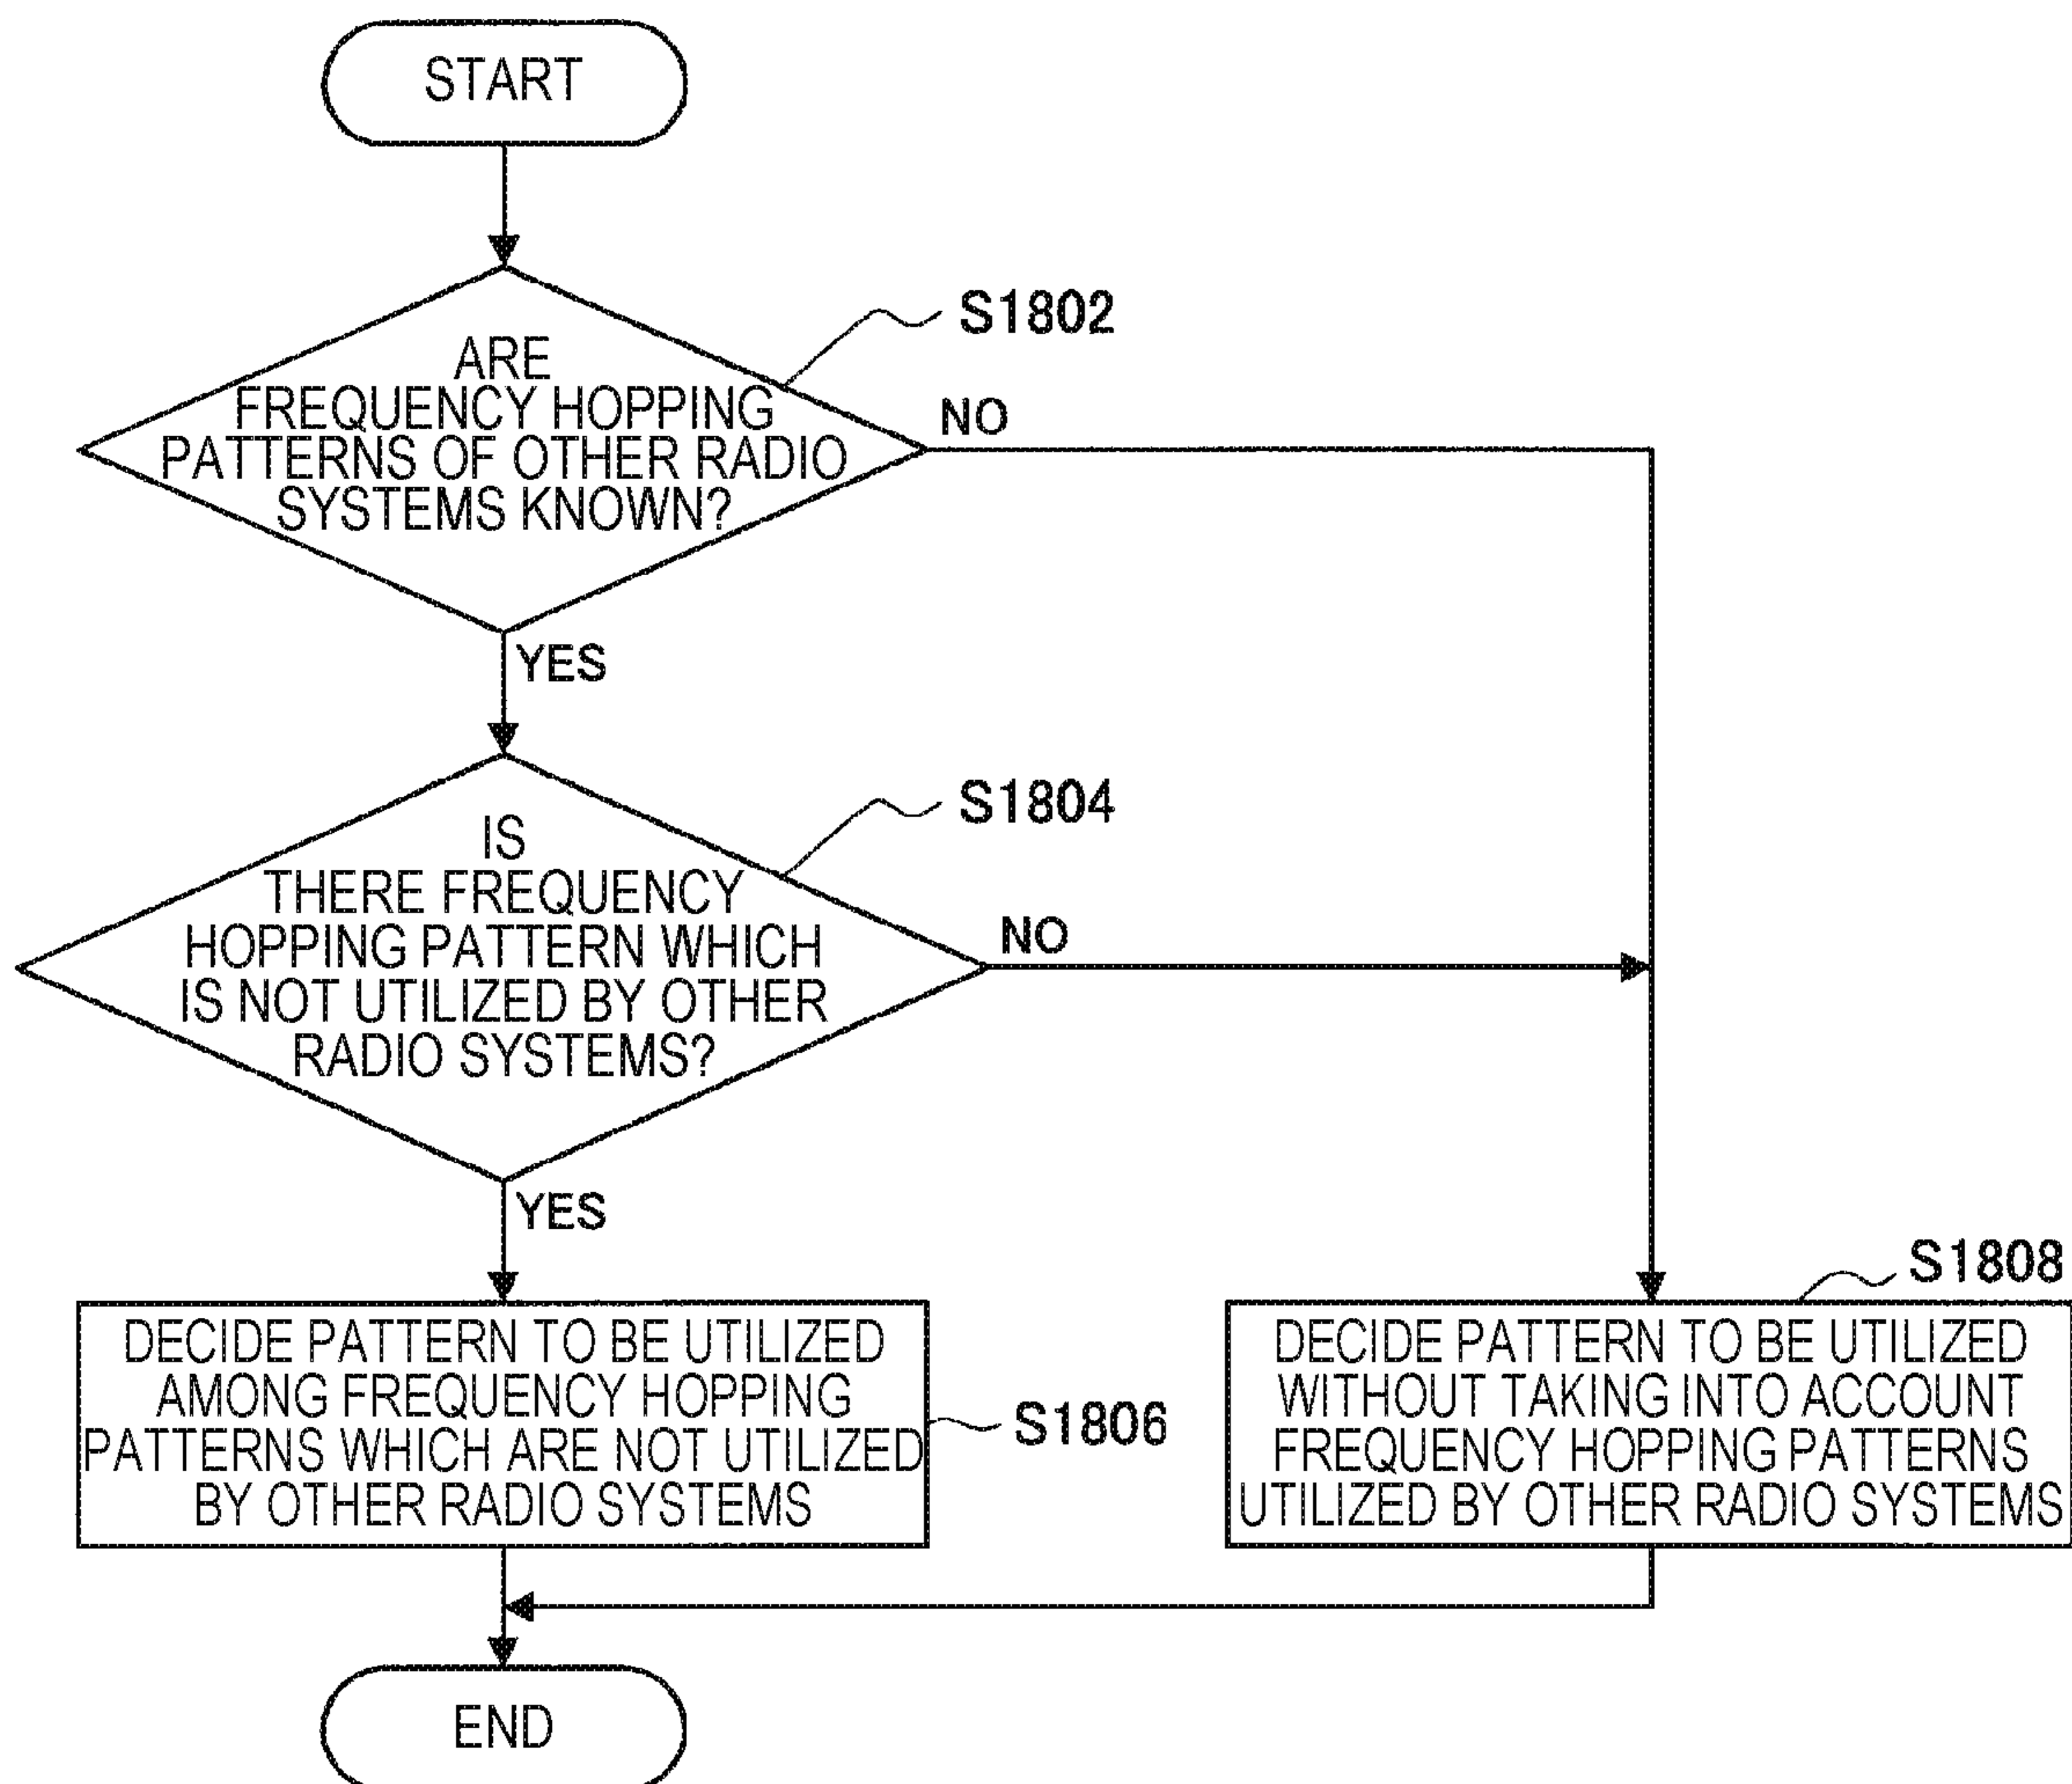 START
S1802
ARE
FREQUENCY HOPPING
PATTERNS OF OTHER RADIO
SYSTEMS KNOWN?
NO
YES
S1804
IS
THERE FREQUENCY
HOPPING PATTERN WHICH
IS NOT UTILIZED BY OTHER
RADIO SYSTEMS?
NO
YES
DECIDE PATTERN TO BE UTILIZED
AMONG FREQUENCY HOPPING
PATTERNS WHICH ARE NOT UTILIZED
BY OTHER RADIO SYSTEMS
S1806
S1808
DECIDE PATTERN TO BE UTILIZED
WITHOUT TAKING INTO ACCOUNT
FREQUENCY HOPPING PATTERNS
UTILIZED BY OTHER RADIO SYSTEMS
END